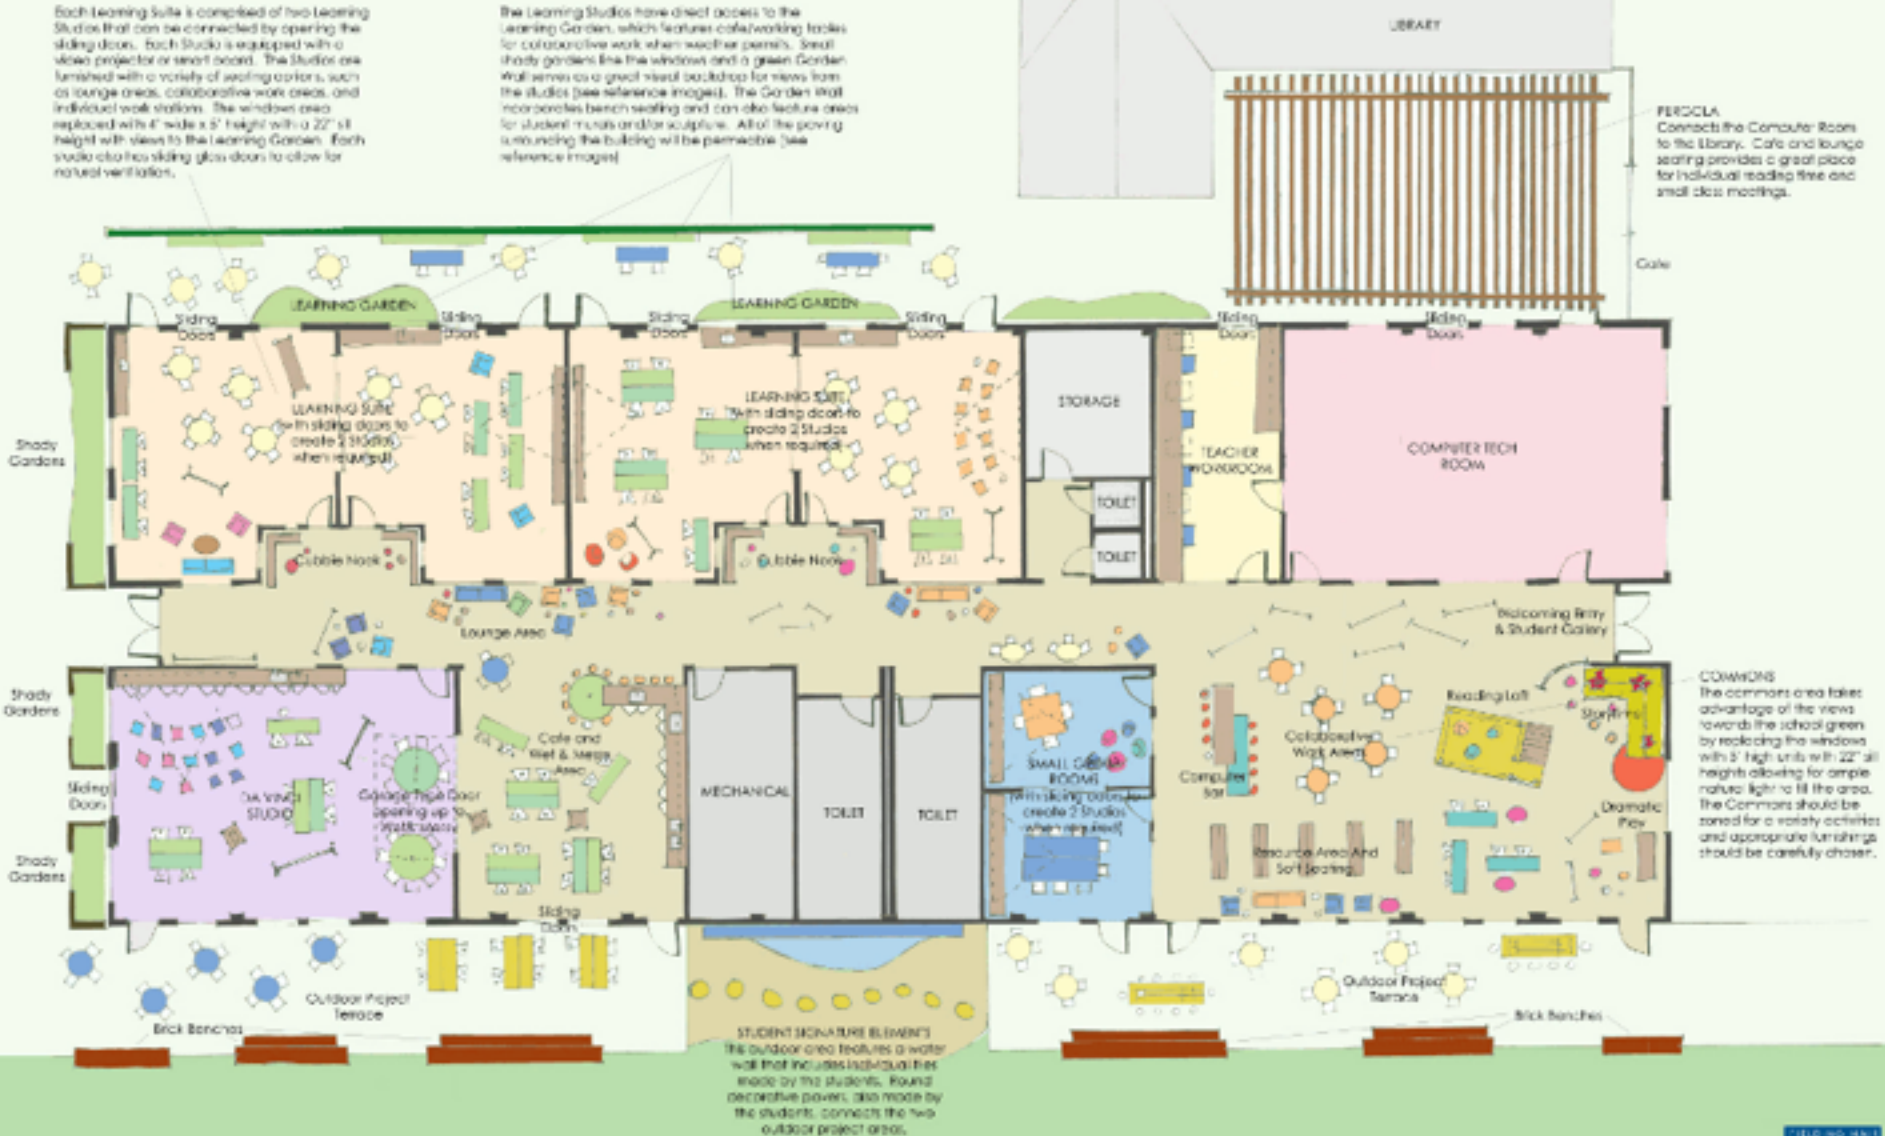 Each Learning Suite is comprised of two Learning
Studios that can be connected by opening the
sliding doors. Each Studio is equipped with a
video projector or smart board. The Studios are
furnished with a variety of seating options, such
as lounge areas, collaborative work areas, and
individual work stations. The windows area
replaced with 4' wide x 5' height with a 22" sill
height with views to the Learning Garden. Each
studio also has sliding glass doors to allow for
natural ventilation.
The Learning Studios have direct access to the
Learning Garden, which features cafe/working tables
for collaborative work when weather permits. Small
shady gardens line the windows and a green Garden
Wall serves as a great visual backdrop for views from
the studios (see reference images). The Garden Wall
incorporates bench seating and can also feature areas
for student murals and/or sculpture. All of the paving
surrounding the building will be permeable (see
reference images)
LIBRARY
PERGOLA
Connects the Computer Room
to the Library. Cafe and lounge
seating provides a great place
for individual reading time and
small class meetings.
Gate
LEARNING GARDEN
LEARNING GARDEN
Sliding
Doors
Sliding
Doors
Sliding
Doors
Sliding
Doors
Sliding
Doors
Sliding
Doors
Shady
Gardens
LEARNING SUITE
(with sliding doors to
create 2 Studios
when required)
LEARNING SUITE
(with sliding doors to
create 2 Studios
when required)
STORAGE
TEACHER
WORKROOM
COMPUTER TECH
ROOM
TOILET
TOILET
Cubbie Nook
Cubbie Nook
Lounge Area
Welcoming Entry
& Student Gallery
Shady
Gardens
Sliding
Doors
Shady
Gardens
DA VINCI
STUDIO
Garage Type Door
opening up to
Cafe and
Wet & Messy
Area
MECHANICAL
TOILET
TOILET
SMALL GROUP
ROOMS
(with sliding doors to
create 2 Studios
when required)
Computer
Bar
Collaborative
Work Areas
Reading Loft
Storytime
Dramatic
Play
Resource Area And
Soft Seating
COMMONS
The commons area takes
advantage of the views
towards the school green
by replacing the windows
with 5' high units with 22" sill
heights allowing for ample
natural light to fill the area.
The Commons should be
zoned for a variety activities
and appropriate furnishings
should be carefully chosen.
Sliding
Doors
Outdoor Project
Terrace
Brick Benches
Outdoor Project
Terrace
Brick Benches
STUDENT SIGNATURE ELEMENTS
This outdoor area features a water
wall that includes individual tiles
made by the students. Round
decorative pavers, also made by
the students, connects the two
outdoor project areas.